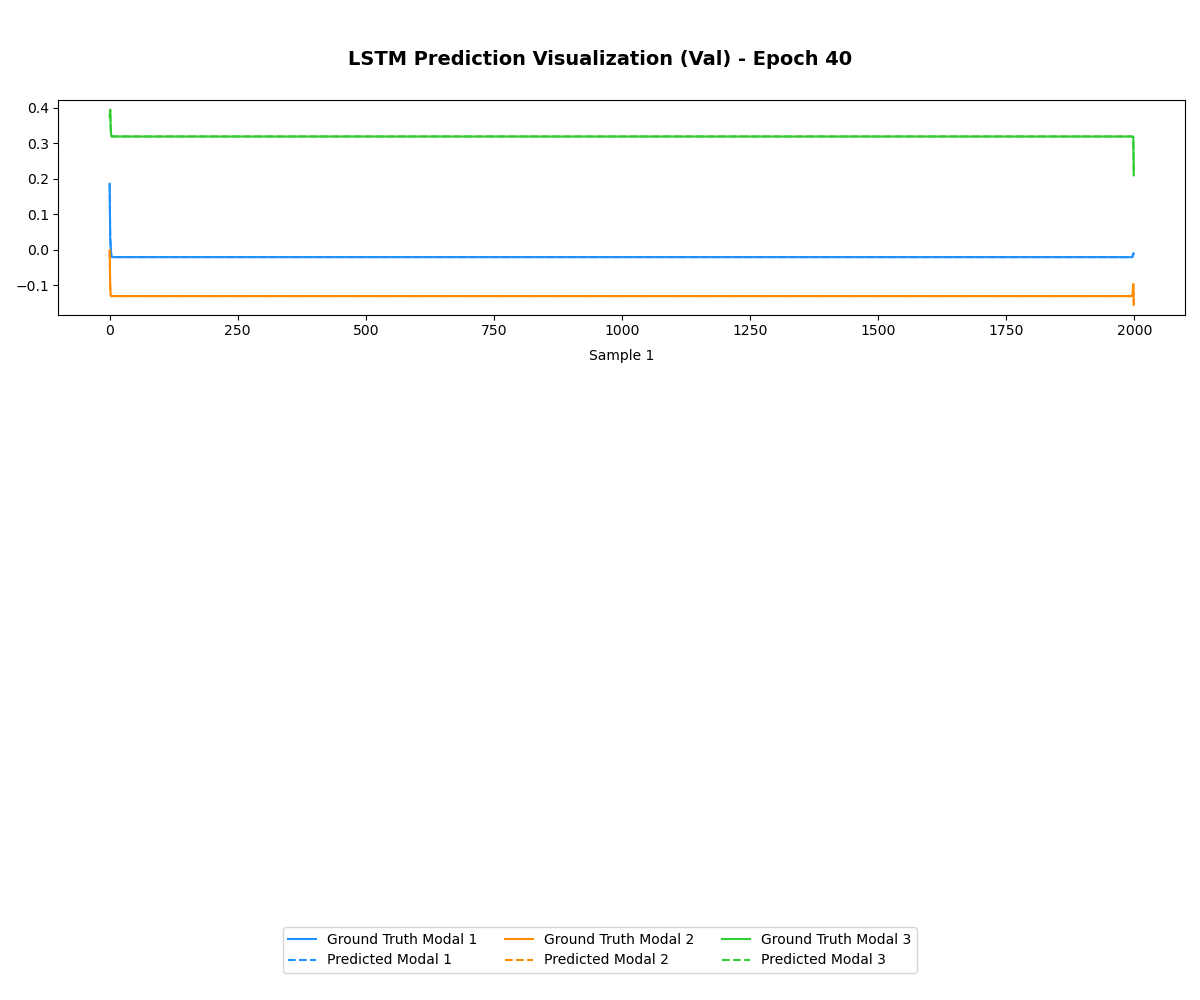 LSTM Prediction Visualization (Val) - Epoch 40
0.4
0.3
0.2
0.1
0.0
−0.1
0 250 500 750 1000 1250 1500 1750 2000
Sample 1
Ground Truth Modal 1 Ground Truth Modal 2 Ground Truth Modal 3
Predicted Modal 1 Predicted Modal 2 Predicted Modal 3